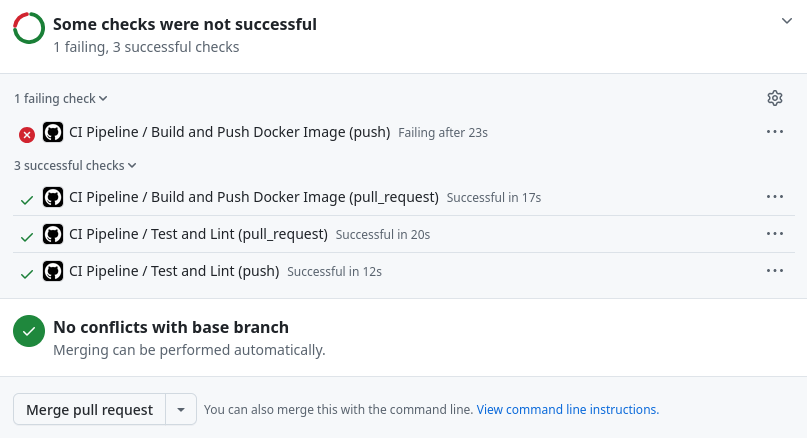 Some checks were not successful
1 failing, 3 successful checks
1 failing check
CI Pipeline / Build and Push Docker Image (push) Failing after 23s
3 successful checks
CI Pipeline / Build and Push Docker Image (pull_request) Successful in 17s
CI Pipeline / Test and Lint (pull_request) Successful in 20s
CI Pipeline / Test and Lint (push) Successful in 12s
No conflicts with base branch
Merging can be performed automatically.
Merge pull request You can also merge this with the command line. View command line instructions.